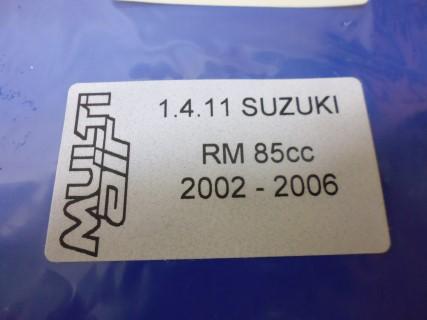 MULTI
air
1.4.11 SUZUKI
RM 85cc
2002 - 2006